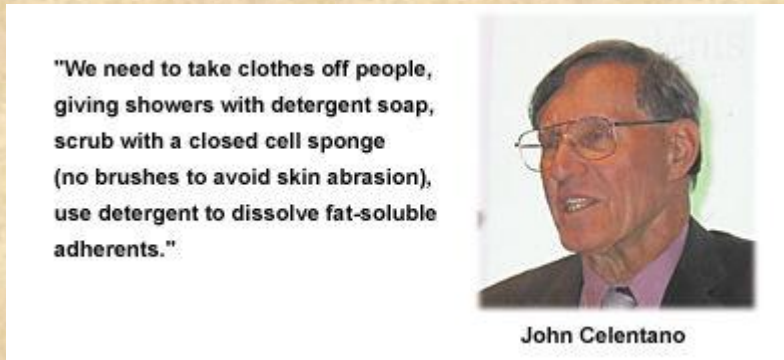 "We need to take clothes off people,
giving showers with detergent soap,
scrub with a closed cell sponge
(no brushes to avoid skin abrasion),
use detergent to dissolve fat-soluble
adherents."
John Celentano